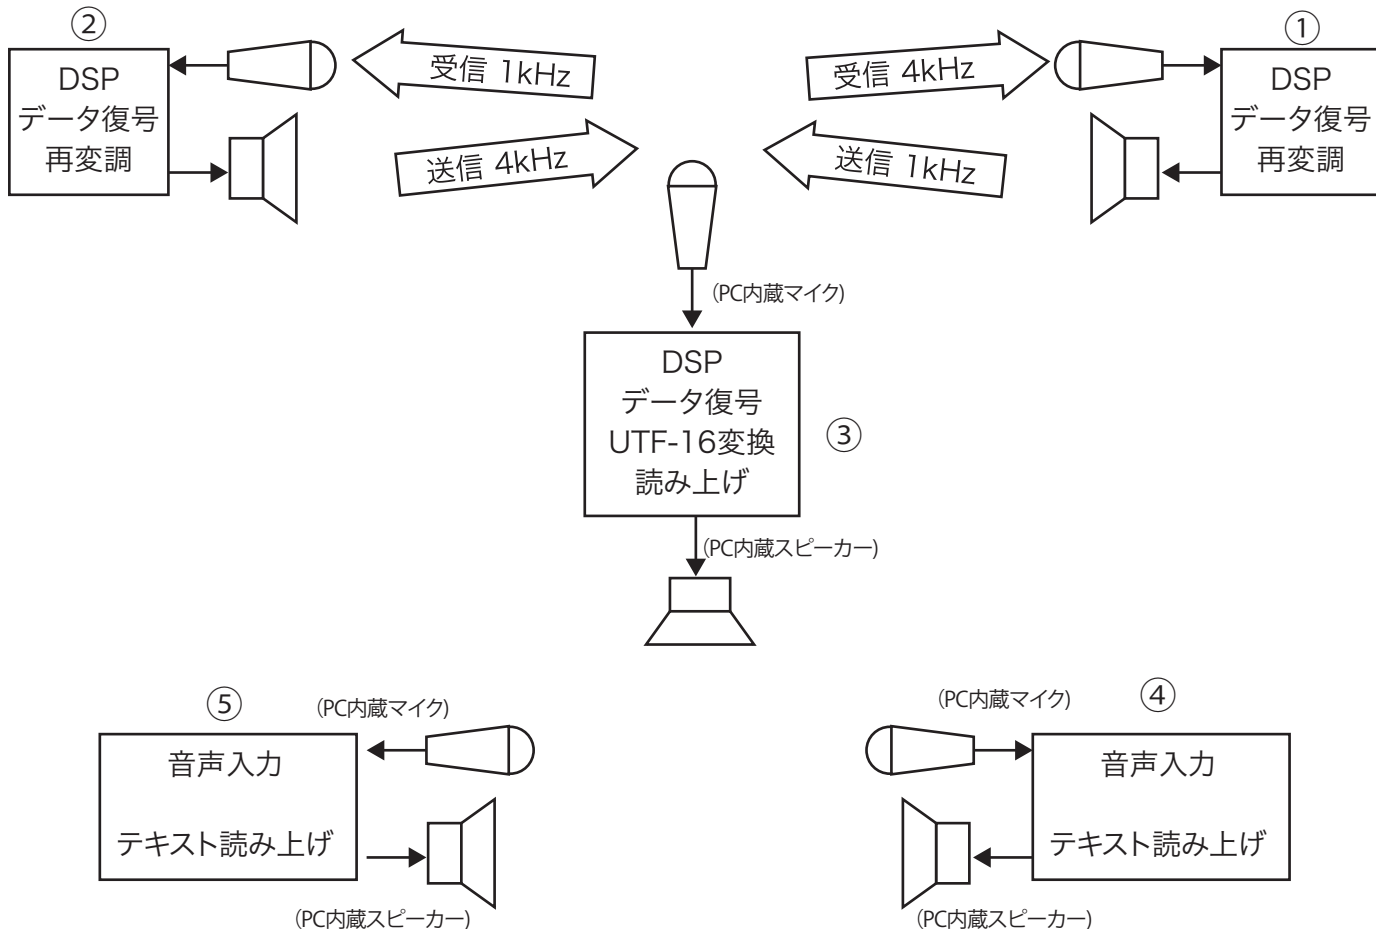 ②
DSP
データ復号
再変調
受信 1kHz
送信 4kHz
受信 4kHz
送信 1kHz
①
DSP
データ復号
再変調
(PC内蔵マイク)
DSP
データ復号
UTF-16変換
読み上げ
③
(PC内蔵スピーカー)
⑤
(PC内蔵マイク)
音声入力
テキスト読み上げ
(PC内蔵スピーカー)
④
(PC内蔵マイク)
音声入力
テキスト読み上げ
(PC内蔵スピーカー)